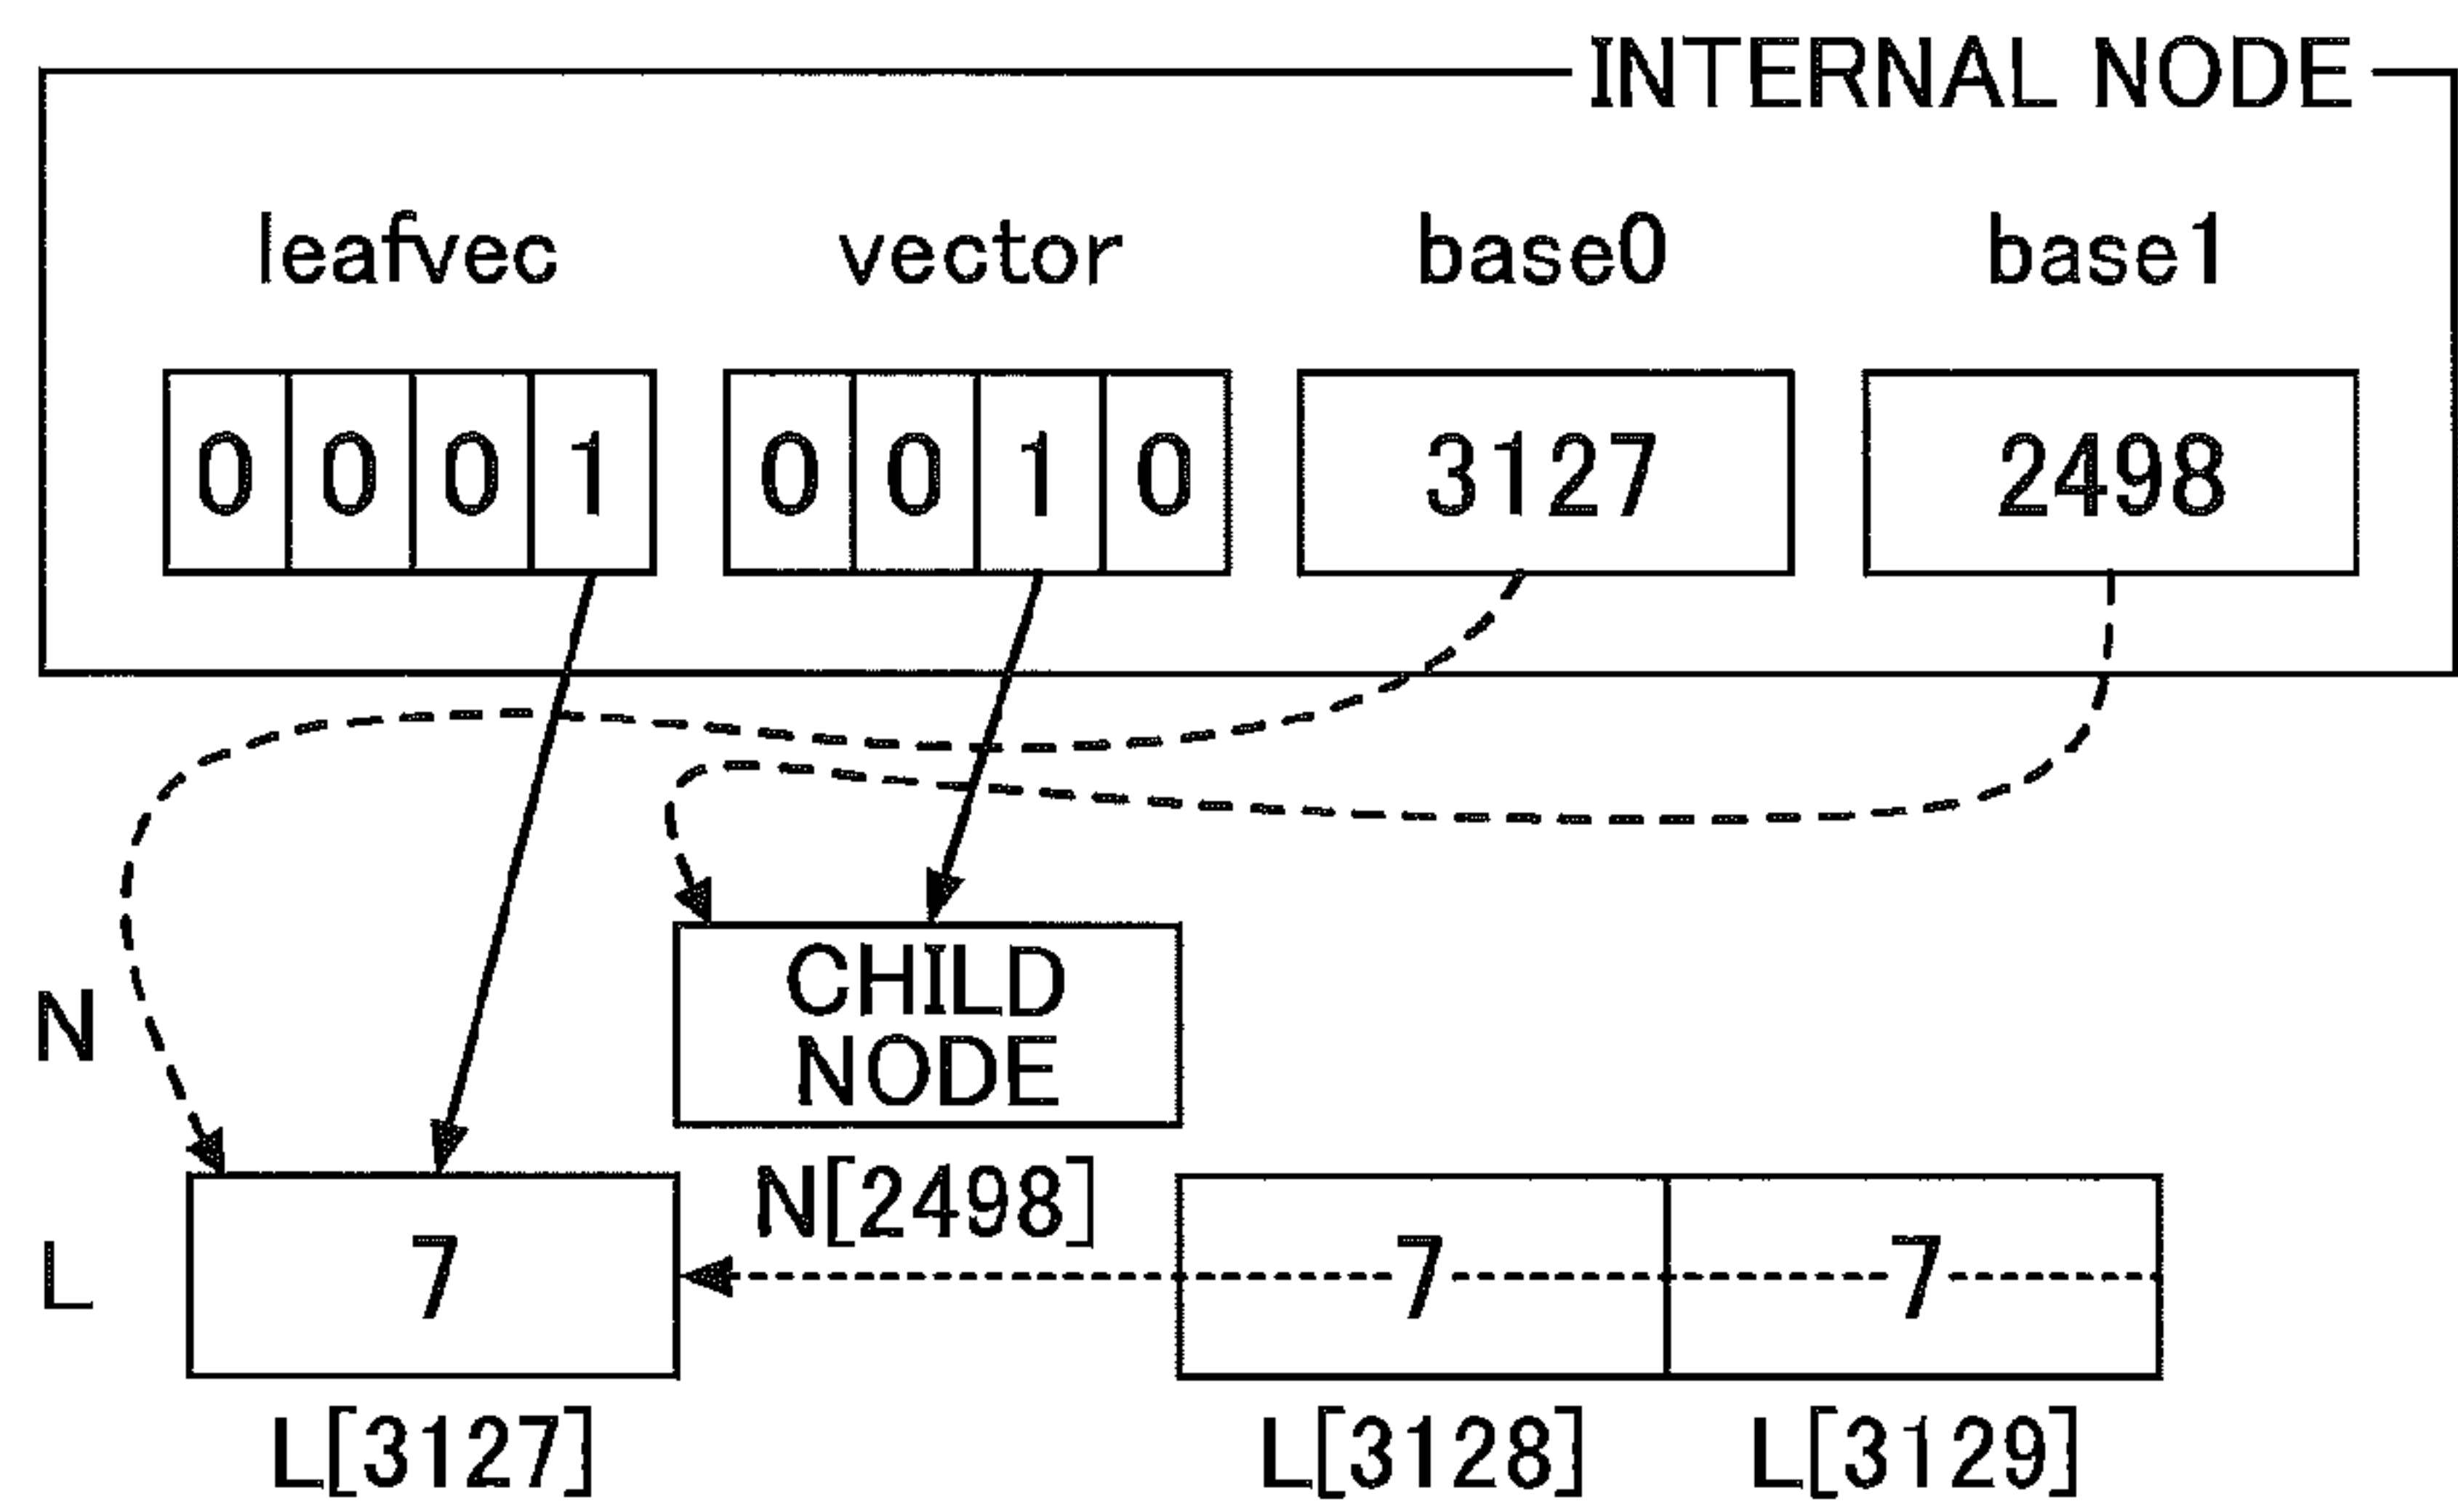 INTERNAL NODE
leafvec vector base0 base1
0 0 0 1 0 0 1 0 3127 2498
CHILD
NODE
N
N[2498]
L 7 7 7
L[3127] L[3128] L[3129]